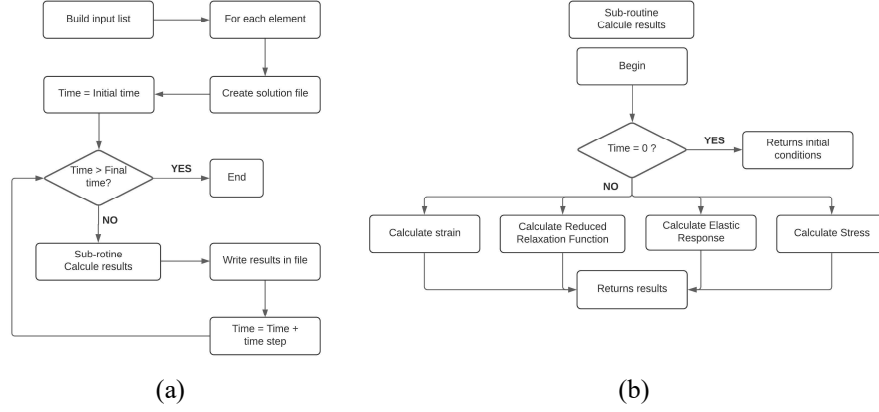 Build input list
For each element
Time = Initial time
Create solution file
Time > Final
time?
YES
End
NO
Sub-rotine
Calcule results
Write results in file
Time = Time +
time step
(a)
Sub-routine
Calcule results
Begin
Time = 0 ?
YES
Returns initial
conditions
NO
Calculate strain
Calculate Reduced
Relaxation Function
Calculate Elastic
Response
Calculate Stress
Returns results
(b)